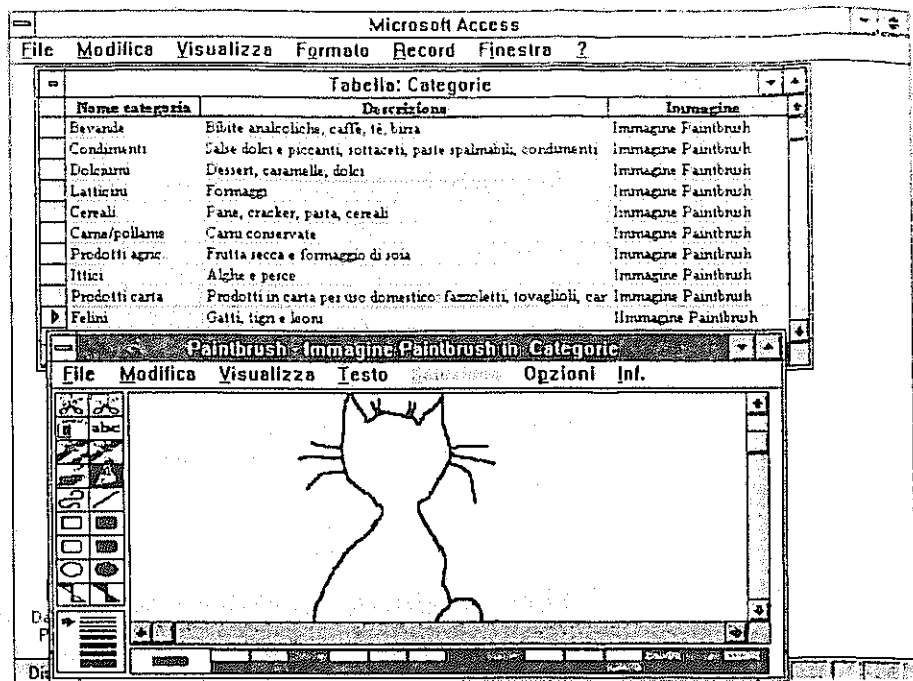 Microsoft Access
File Modifica Visualizza Formato Record Finestra ?
Tabella: Categorie
Nome categoria Descrizione Immagine
Bevande Bibite analcoliche, caffè, tè, birra Immagine Paintbrush
Condimenti Salse dolci e piccanti, sottaceti, paste spalmabili, condimenti Immagine Paintbrush
Dolciumi Dessert, caramelle, dolci Immagine Paintbrush
Latticini Formaggi Immagine Paintbrush
Cereali Pane, cracker, pasta, cereali Immagine Paintbrush
Carne/pollame Carni conservate Immagine Paintbrush
Prodotti agric. Frutta secca e formaggio di soia Immagine Paintbrush
Ittici Alghe e pesce Immagine Paintbrush
Prodotti carta Prodotti in carta per uso domestico: fazzoletti, tovaglioli, car Immagine Paintbrush
Felini Gatti, tigri e leoni Immagine Paintbrush
Paintbrush - Immagine Paintbrush in Categorie
File Modifica Visualizza Testo Opzioni Inf.
abc